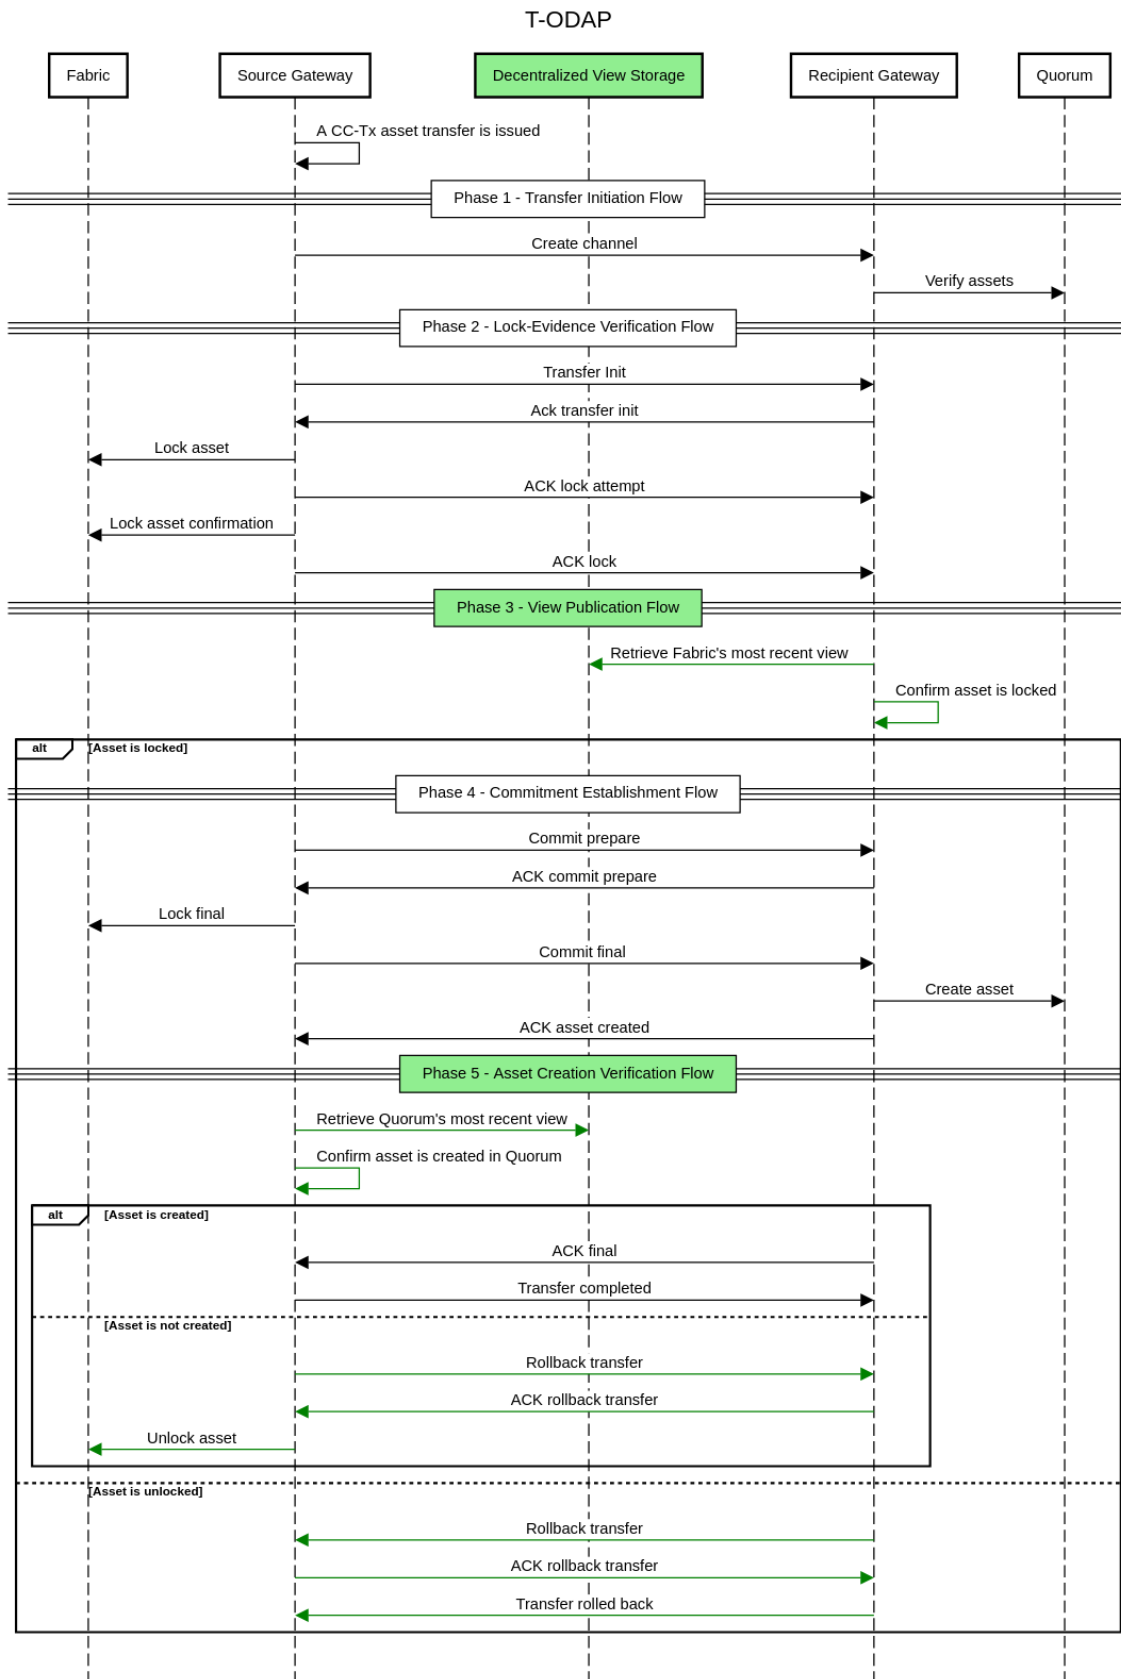 T-ODAP
Fabric
Source Gateway
Decentralized View Storage
Recipient Gateway
Quorum
A CC-Tx asset transfer is issued
Phase 1 - Transfer Initiation Flow
Create channel
Verify assets
Phase 2 - Lock-Evidence Verification Flow
Transfer Init
Ack transfer init
Lock asset
ACK lock attempt
Lock asset confirmation
ACK lock
Phase 3 - View Publication Flow
Retrieve Fabric's most recent view
Confirm asset is locked
alt [Asset is locked]
Phase 4 - Commitment Establishment Flow
Commit prepare
ACK commit prepare
Lock final
Commit final
Create asset
ACK asset created
Phase 5 - Asset Creation Verification Flow
Retrieve Quorum's most recent view
Confirm asset is created in Quorum
alt [Asset is created]
ACK final
Transfer completed
[Asset is not created]
Rollback transfer
ACK rollback transfer
Unlock asset
[Asset is unlocked]
Rollback transfer
ACK rollback transfer
Transfer rolled back